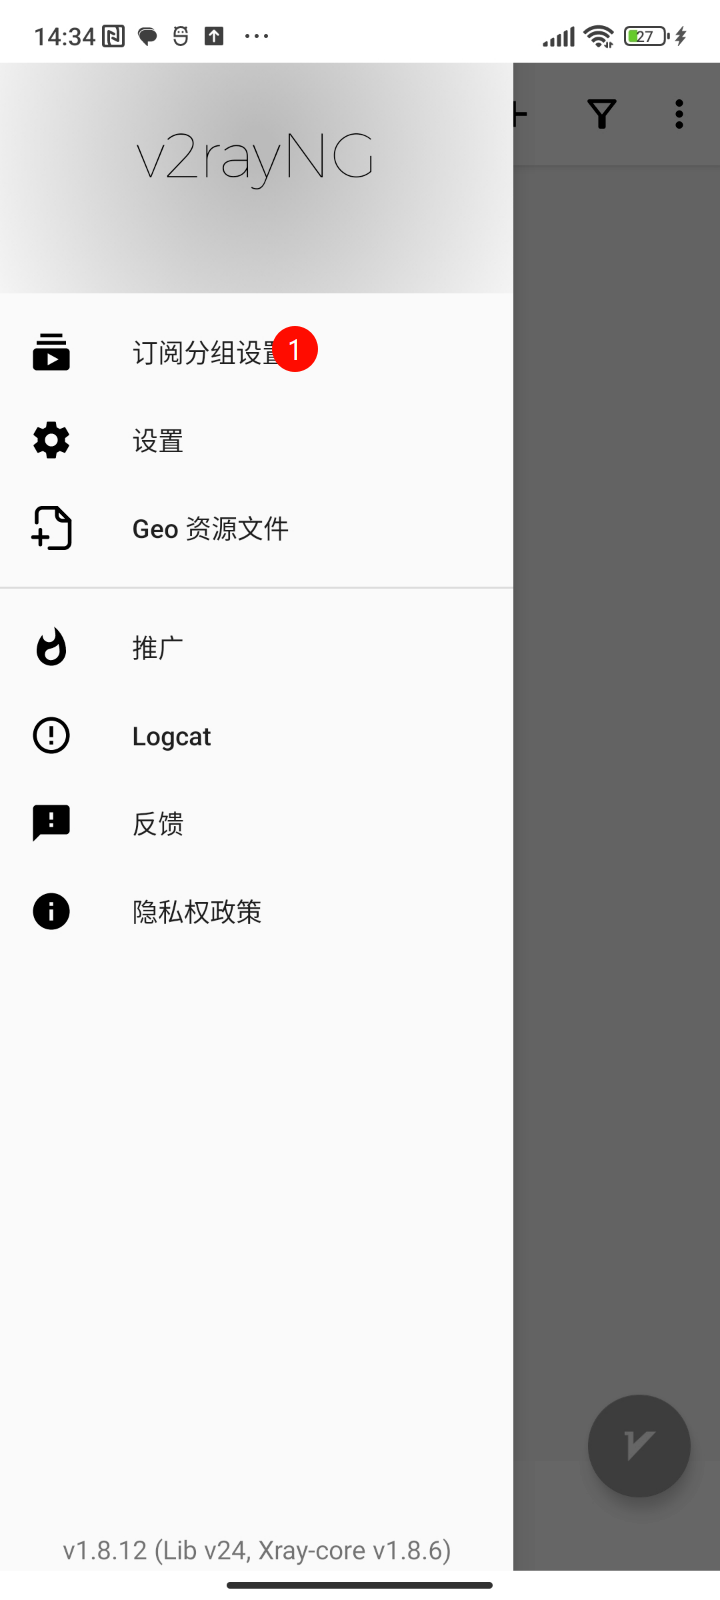 14:34
27
v2rayNG
订阅分组设置
1
设置
Geo 资源文件
推广
Logcat
反馈
隐私权政策
v1.8.12 (Lib v24, Xray-core v1.8.6)